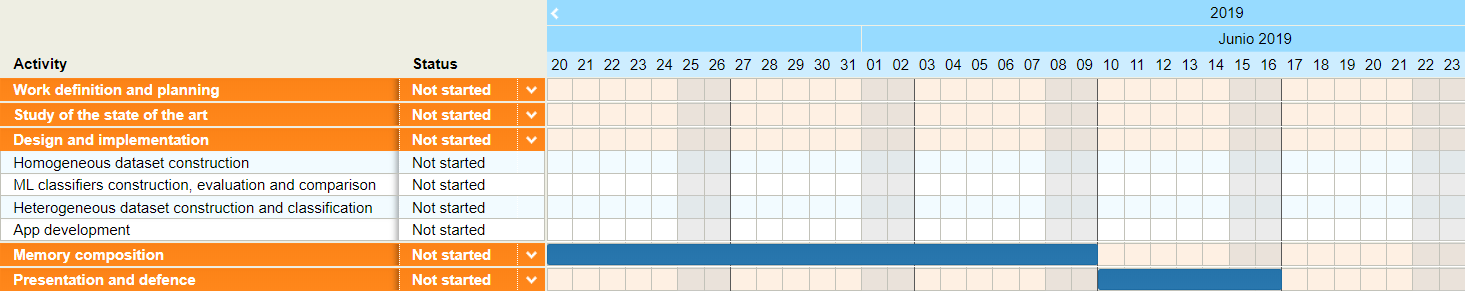 2019
Junio 2019
Activity Status 20 21 22 23 24 25 26 27 28 29 30 31 01 02 03 04 05 06 07 08 09 10 11 12 13 14 15 16 17 18 19 20 21 22 23
Work definition and planning Not started
Study of the state of the art Not started
Design and implementation Not started
Homogeneous dataset construction Not started
ML classifiers construction, evaluation and comparison Not started
Heterogeneous dataset construction and classification Not started
App development Not started
Memory composition Not started
Presentation and defence Not started